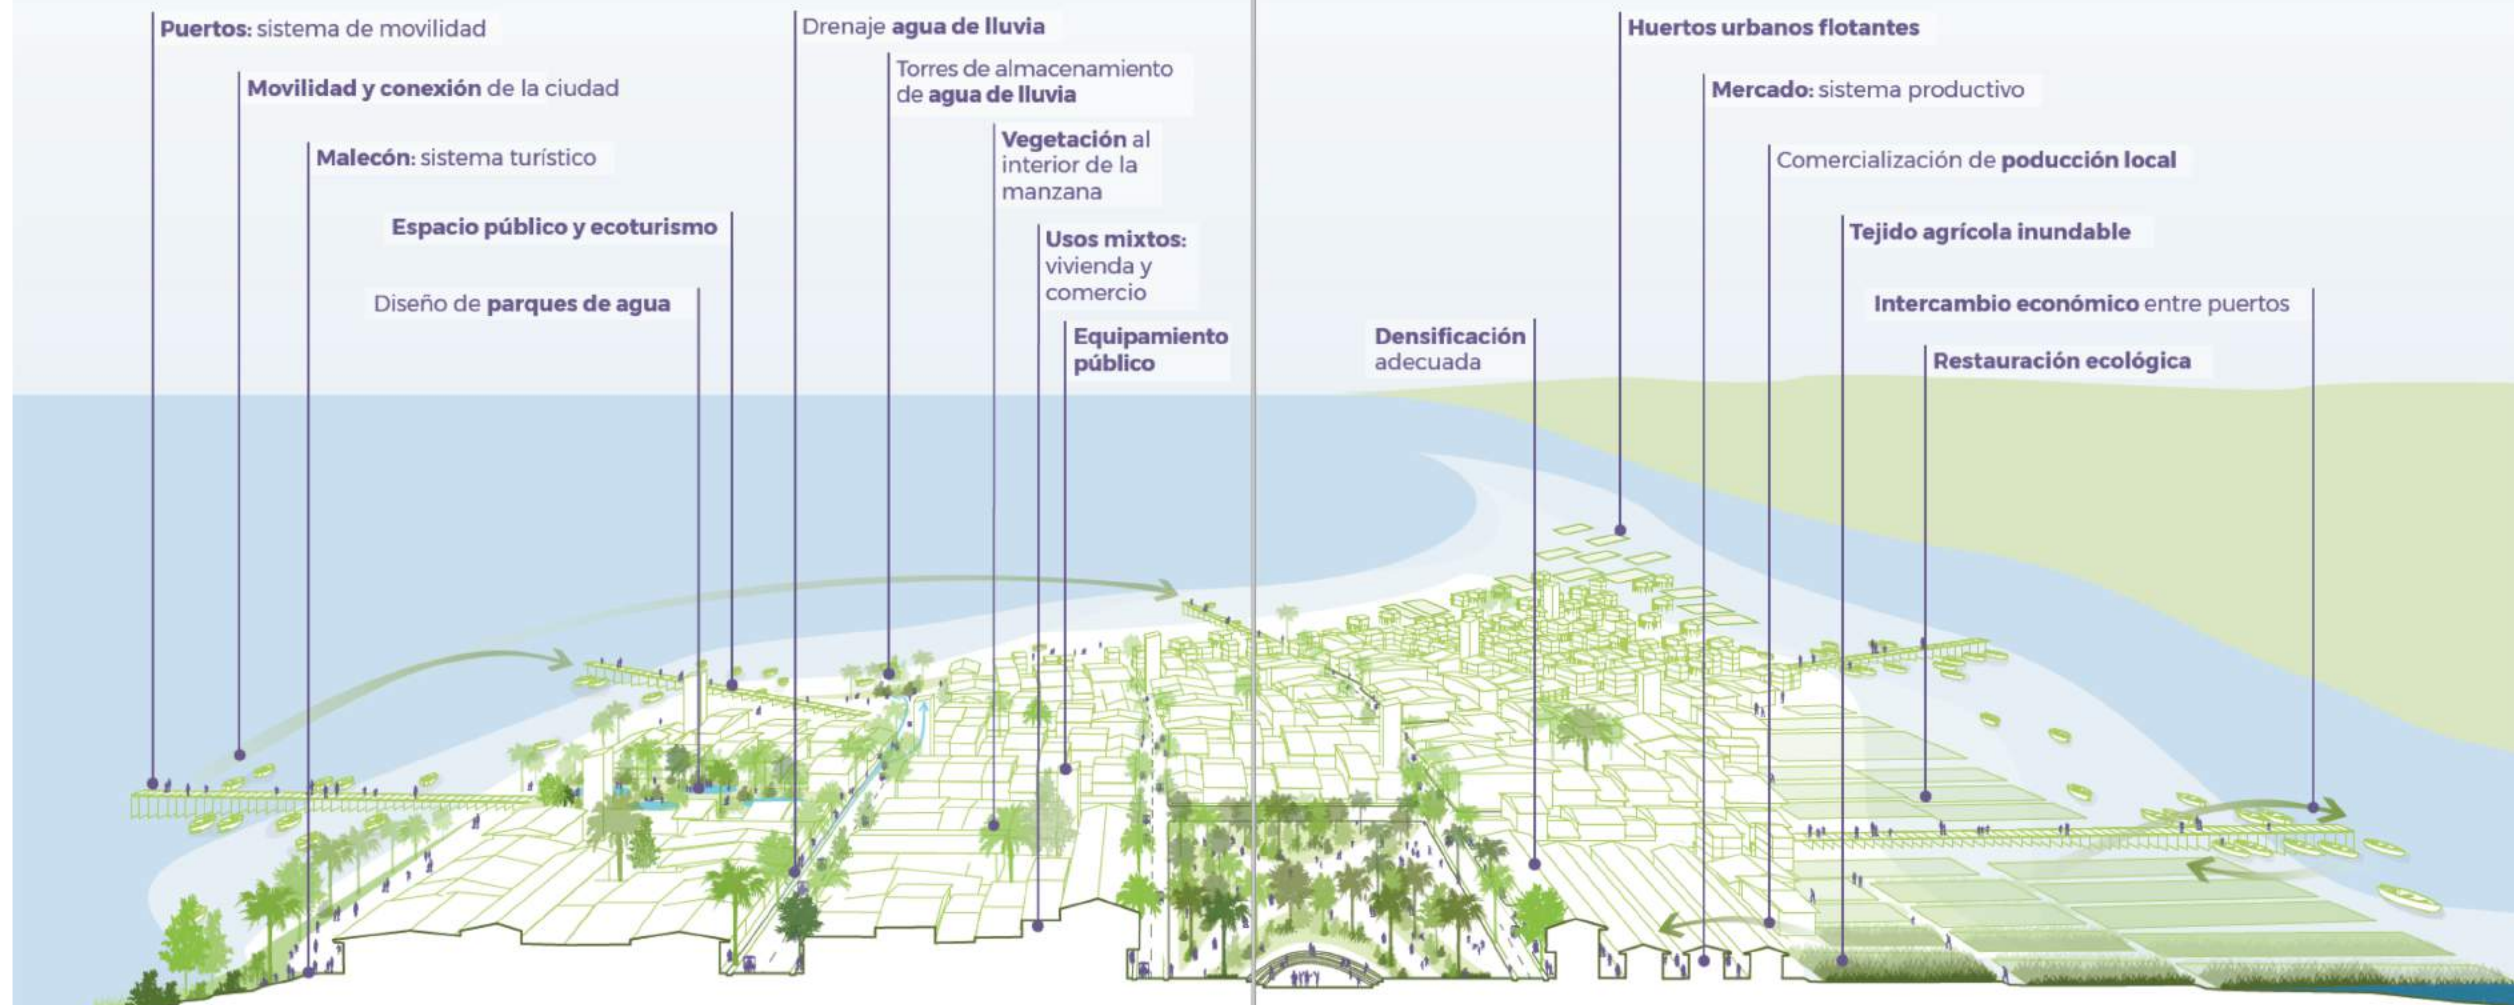 Puertos: sistema de movilidad
Movilidad y conexión de la ciudad
Malecón: sistema turístico
Espacio público y ecoturismo
Diseño de parques de agua
Drenaje agua de lluvia
Torres de almacenamiento
de agua de lluvia
Vegetación al
interior de la
manzana
Usos mixtos:
vivienda y
comercio
Equipamiento
público
Densificación
adecuada
Huertos urbanos flotantes
Mercado: sistema productivo
Comercialización de poducción local
Tejido agrícola inundable
Intercambio económico entre puertos
Restauración ecológica